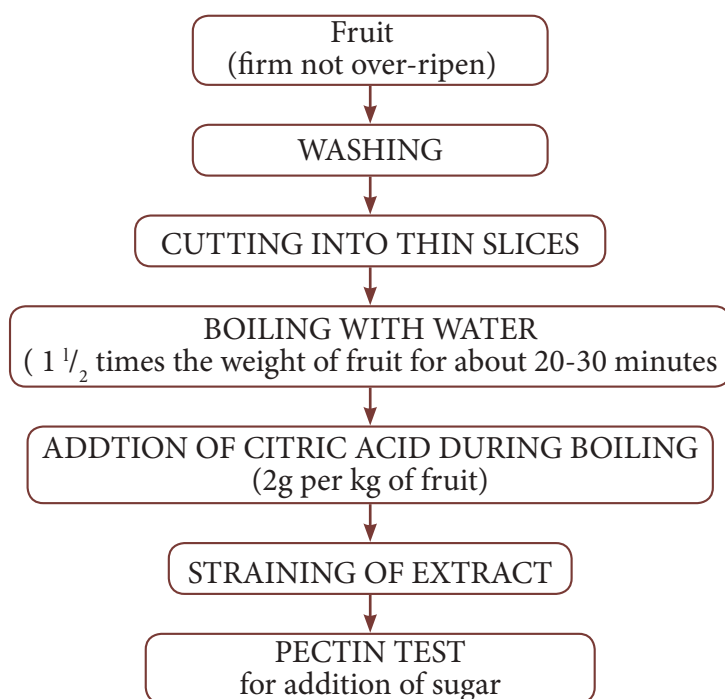 Fruit
(firm not over-ripen)
WASHING
CUTTING INTO THIN SLICES
BOILING WITH WATER
( 1 1/2 times the weight of fruit for about 20-30 minutes
ADDTION OF CITRIC ACID DURING BOILING
(2g per kg of fruit)
STRAINING OF EXTRACT
PECTIN TEST
for addition of sugar